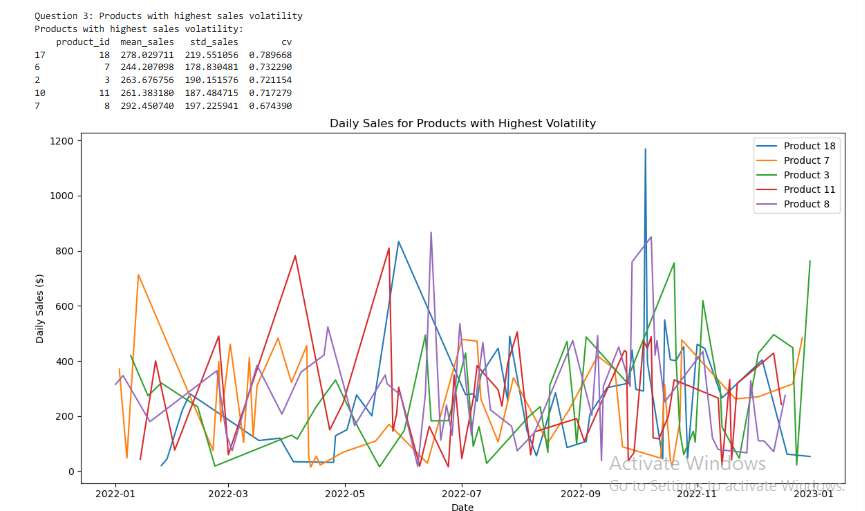 Question 3: Products with highest sales volatility
Products with highest sales volatility:
product_id mean_sales std_sales cv
17 18 278.029711 219.551056 0.789668
6 7 244.207098 178.830481 0.732290
2 3 263.676756 190.151576 0.721154
10 11 261.383180 187.484715 0.717279
7 8 292.450740 197.225941 0.674390
Daily Sales for Products with Highest Volatility
1200
1000
800
600
400
200
0
Daily Sales ($)
Product 18
Product 7
Product 3
Product 11
Product 8
2022-01 2022-03 2022-05 2022-07 2022-09 2022-11 2023-01
Date
Activate Windows
Go to Settings to activate Windows.